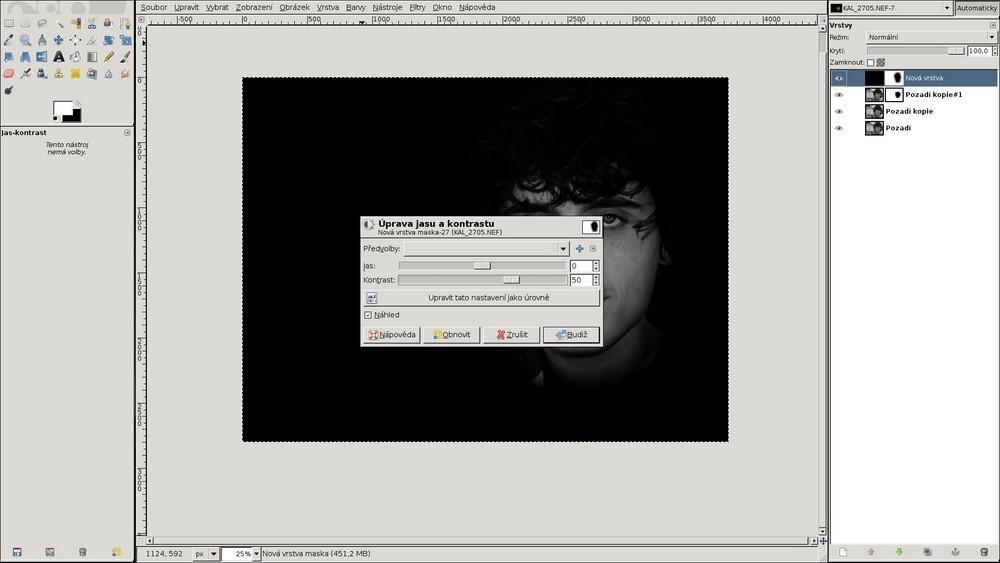 Soubor Upravit Vybrat Zobrazení Obrázek Vrstva Barvy Nástroje Filtry Okno Nápověda
KAL_2705.NEF-7 Automaticky
-500 0 500 1000 1500 2000 2500 3000 3500 4000
Vrstvy
Režim: Normální
Krytí: 100,0
Zamknout:
Nová vrstva
Pozadí kopie#1
Pozadí kopie
Pozadí
Jas-kontrast
Tento nástroj
nemá volby.
Úprava jasu a kontrastu
Nová vrstva maska-27 (KAL_2705.NEF)
Předvolby:
Jas: 0
Kontrast: 50
Upravit tato nastavení jako úrovně
Náhled
Nápověda Obnovit Zrušit Budiž
1124, 592 px 25% Nová vrstva maska (451,2 MB)